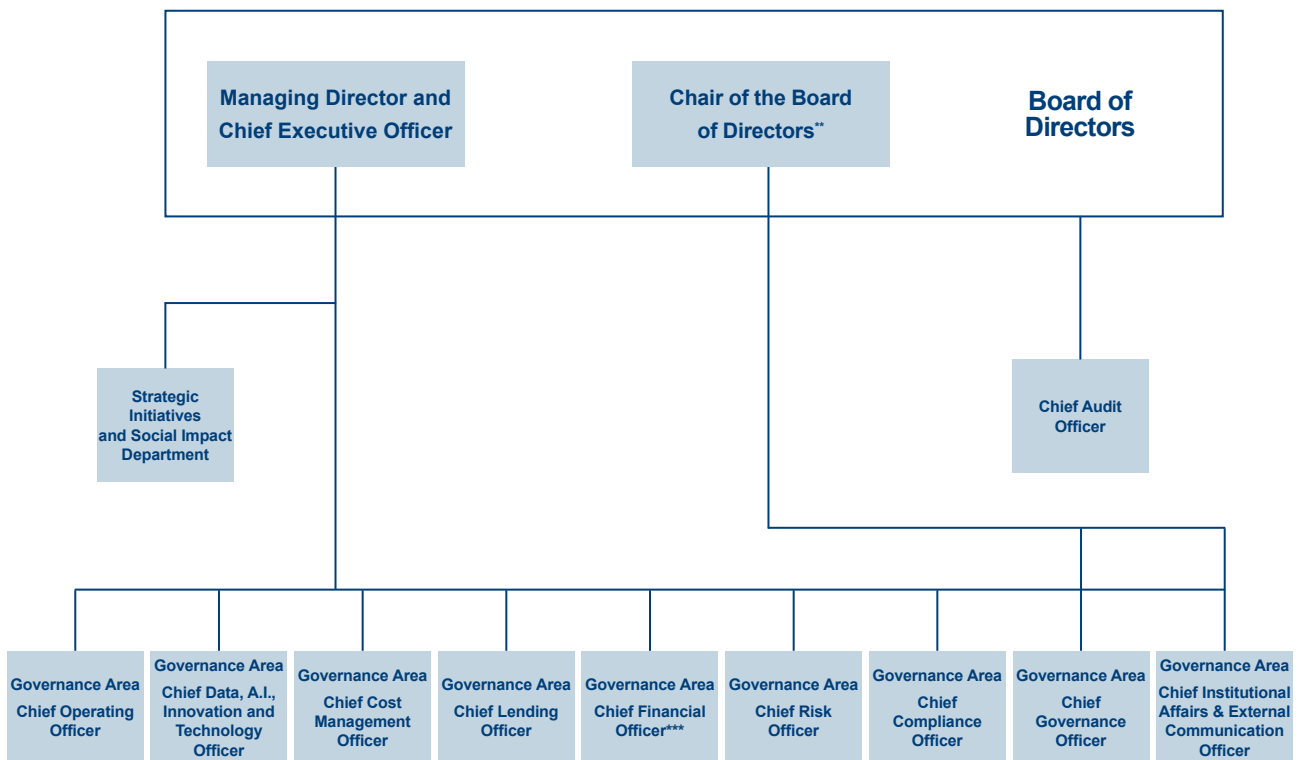 Managing Director and
Chief Executive Officer
Chair of the Board
of Directors**
Board of
Directors
Strategic
Initiatives
and Social Impact
Department
Chief Audit
Officer
Governance Area
Chief Operating
Officer
Governance Area
Chief Data, A.I.,
Innovation and
Technology
Officer
Governance Area
Chief Cost
Management
Officer
Governance Area
Chief Lending
Officer
Governance Area
Chief Financial
Officer***
Governance Area
Chief Risk
Officer
Governance Area
Chief
Compliance
Officer
Governance Area
Chief
Governance
Officer
Governance Area
Chief Institutional
Affairs & External
Communication
Officer